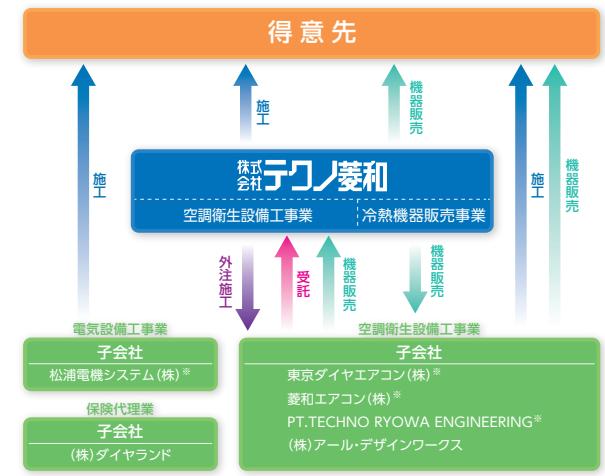 得意先
施工
施工
機器販売
施工
機器販売
株式会社テクノ菱和
空調衛生設備工事業
冷熱機器販売事業
外注施工
受託
機器販売
機器販売
電気設備工事業
子会社
松浦電機システム(株)※
保険代理業
子会社
(株)ダイヤランド
空調衛生設備工事業
子会社
東京ダイヤエアコン(株)※
菱和エアコン(株)※
PT.TECHNO RYOWA ENGINEERING※
(株)アール・デザインワークス